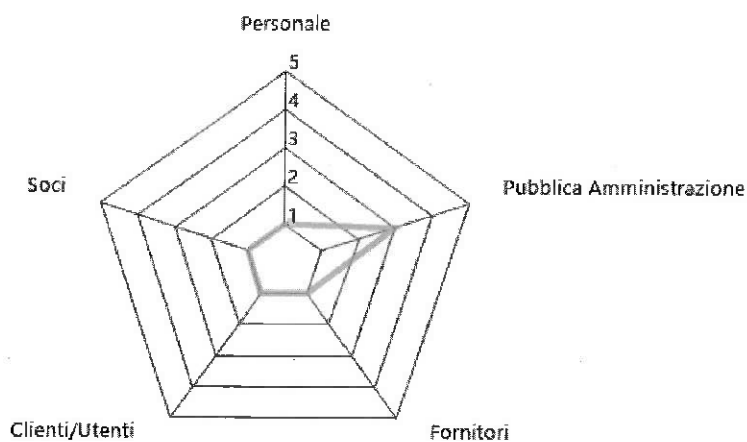 Personale
5
4
3
2
1
Soci
Pubblica Amministrazione
Clienti/Utenti
Fornitori